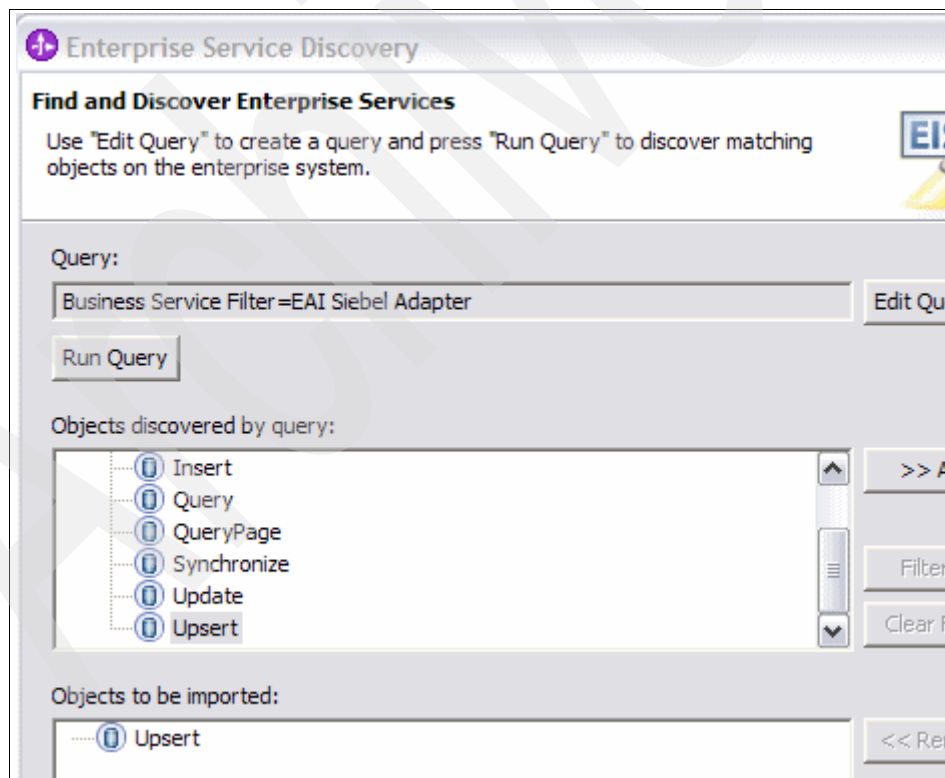 Enterprise Service Discovery
Find and Discover Enterprise Services
Use "Edit Query" to create a query and press "Run Query" to discover matching
objects on the enterprise system.
EIS
Query:
Business Service Filter=EAI Siebel Adapter
Edit Qu
Run Query
Objects discovered by query:
Insert
>> A
Query
QueryPage
Synchronize
Filter
Update
Upsert
Clear F
Objects to be imported:
Upsert
<< Re